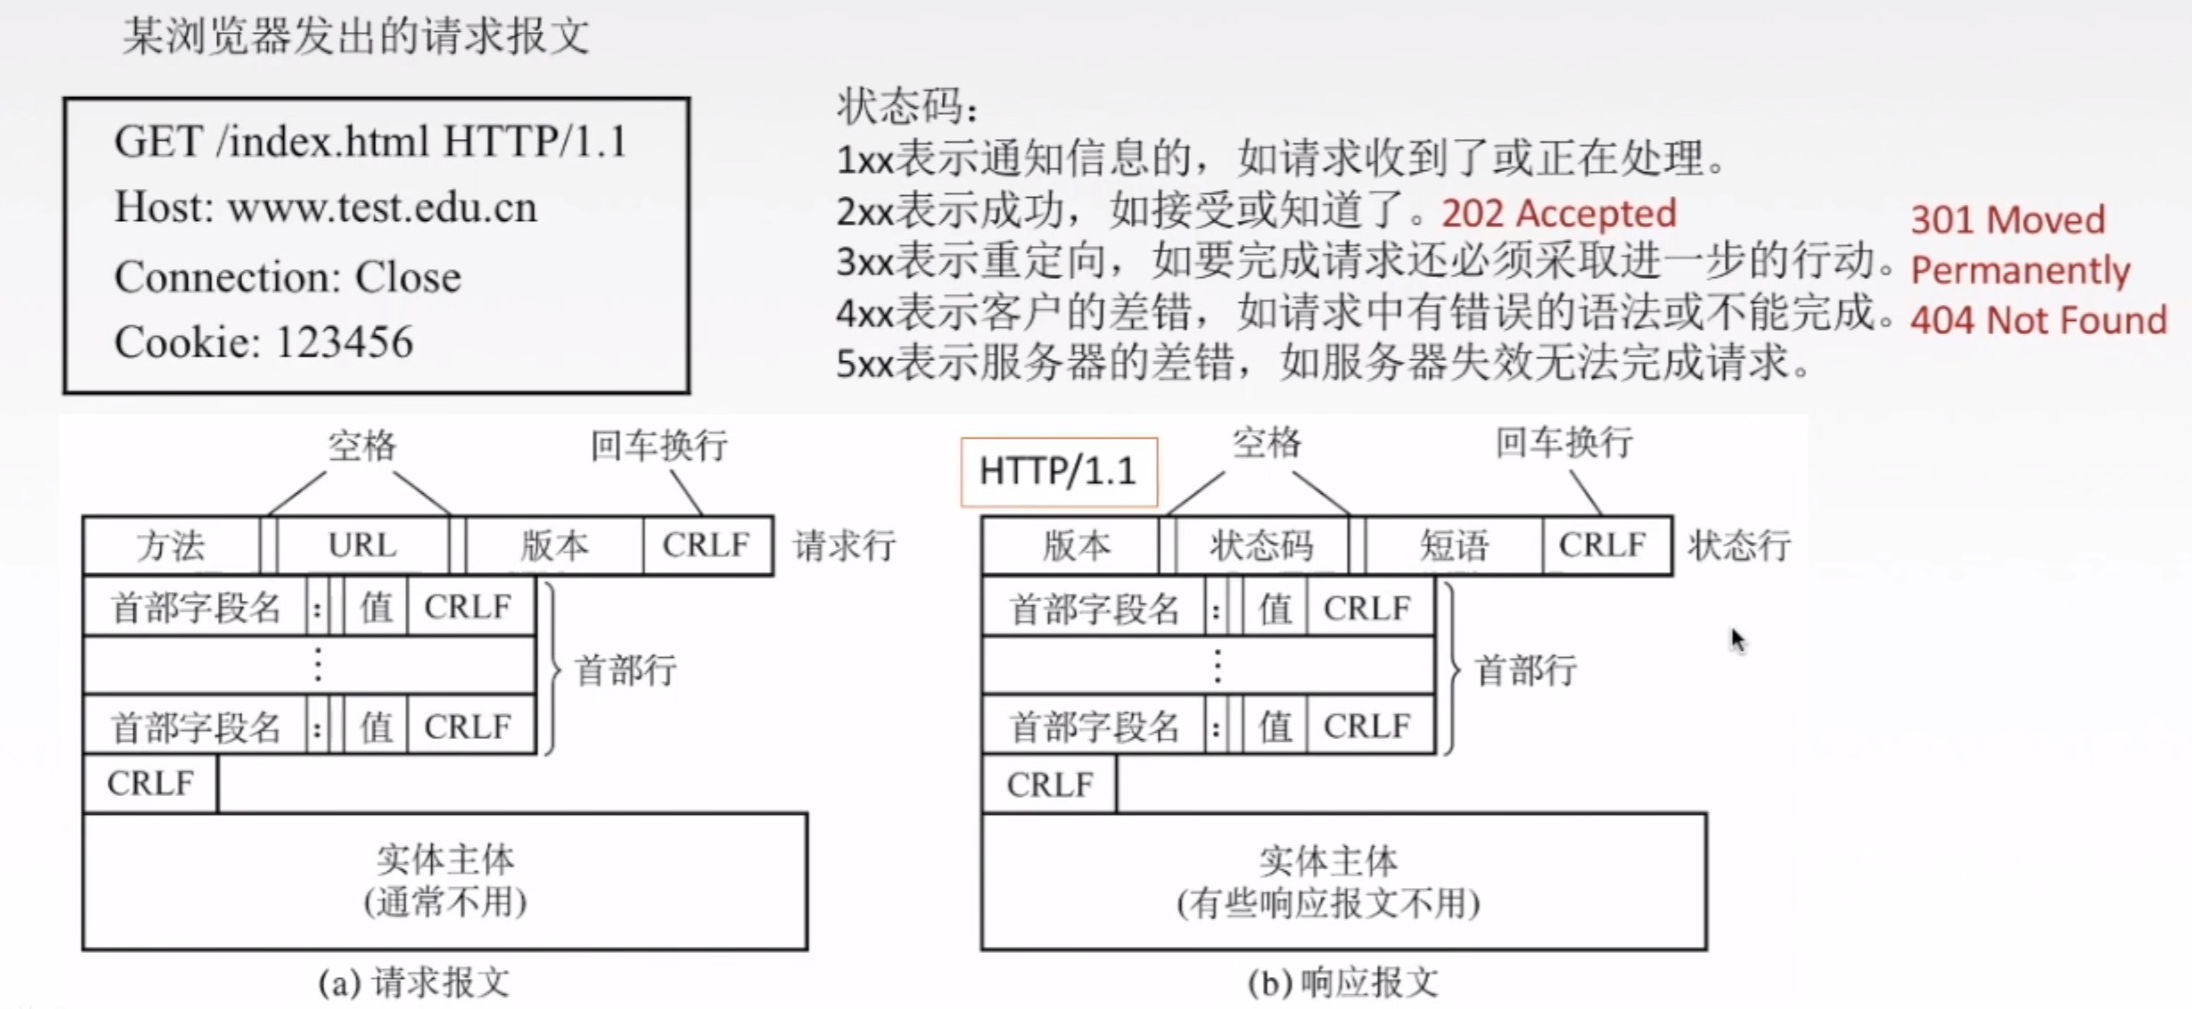 某浏览器发出的请求报文
GET /index.html HTTP/1.1
Host: www.test.edu.cn
Connection: Close
Cookie: 123456
状态码：
1xx表示通知信息的，如请求收到了或正在处理。
2xx表示成功，如接受或知道了。202 Accepted
3xx表示重定向，如要完成请求还必须采取进一步的行动。
301 Moved
Permanently
4xx表示客户的差错，如请求中有错误的语法或不能完成。
404 Not Found
5xx表示服务器的差错，如服务器失效无法完成请求。
空格 回车换行
方法 URL 版本 CRLF 请求行
首部字段名 : 值 CRLF
⋮ 首部行
首部字段名 : 值 CRLF
CRLF
实体主体
(通常不用)
(a) 请求报文
HTTP/1.1
空格 回车换行
版本 状态码 短语 CRLF 状态行
首部字段名 : 值 CRLF
⋮ 首部行
首部字段名 : 值 CRLF
CRLF
实体主体
(有些响应报文不用)
(b) 响应报文